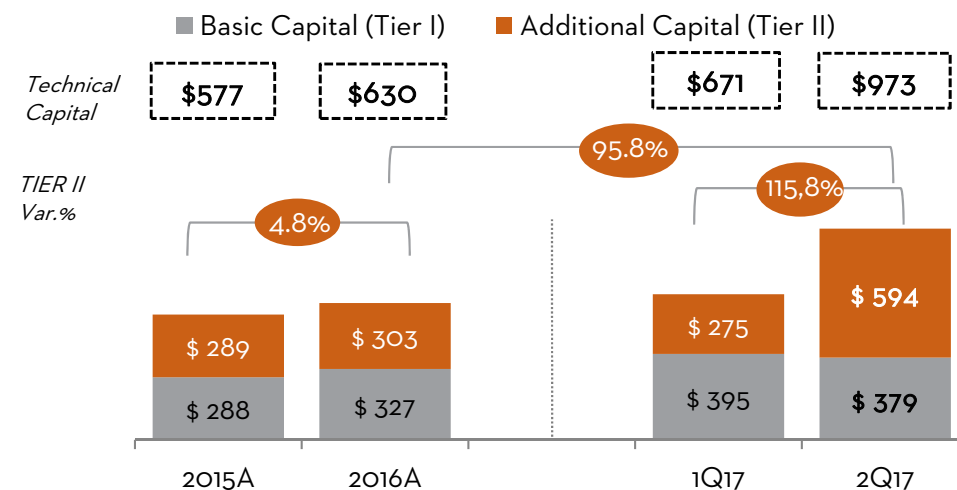 Basic Capital (Tier I) Additional Capital (Tier II)
Technical
Capital
$577 $630 $671 $973
95.8%
TIER II
Var.%
115,8%
4.8%
$ 594
$ 289 $ 303 $ 275
$ 288 $ 327 $ 395 $ 379
2015A 2016A 1Q17 2Q17